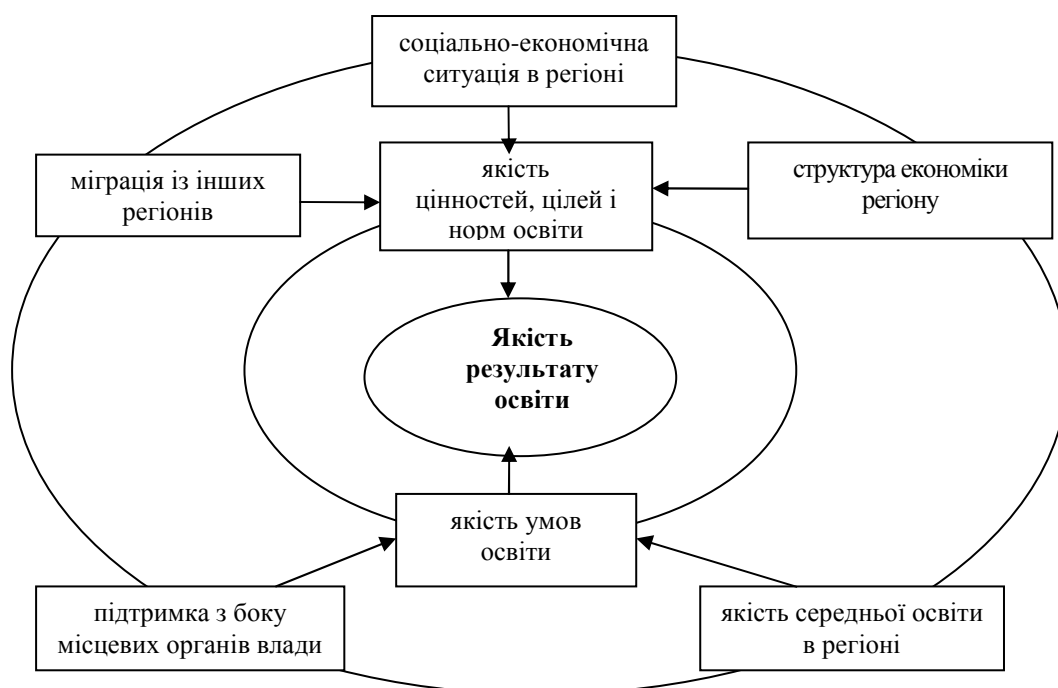 соціально-економічна
ситуація в регіоні
міграція із інших
регіонів
якість
цінностей, цілей і
норм освіти
структура економіки
регіону
Якість
результату
освіти
якість умов
освіти
підтримка з боку
місцевих органів влади
якість середньої освіти
в регіоні